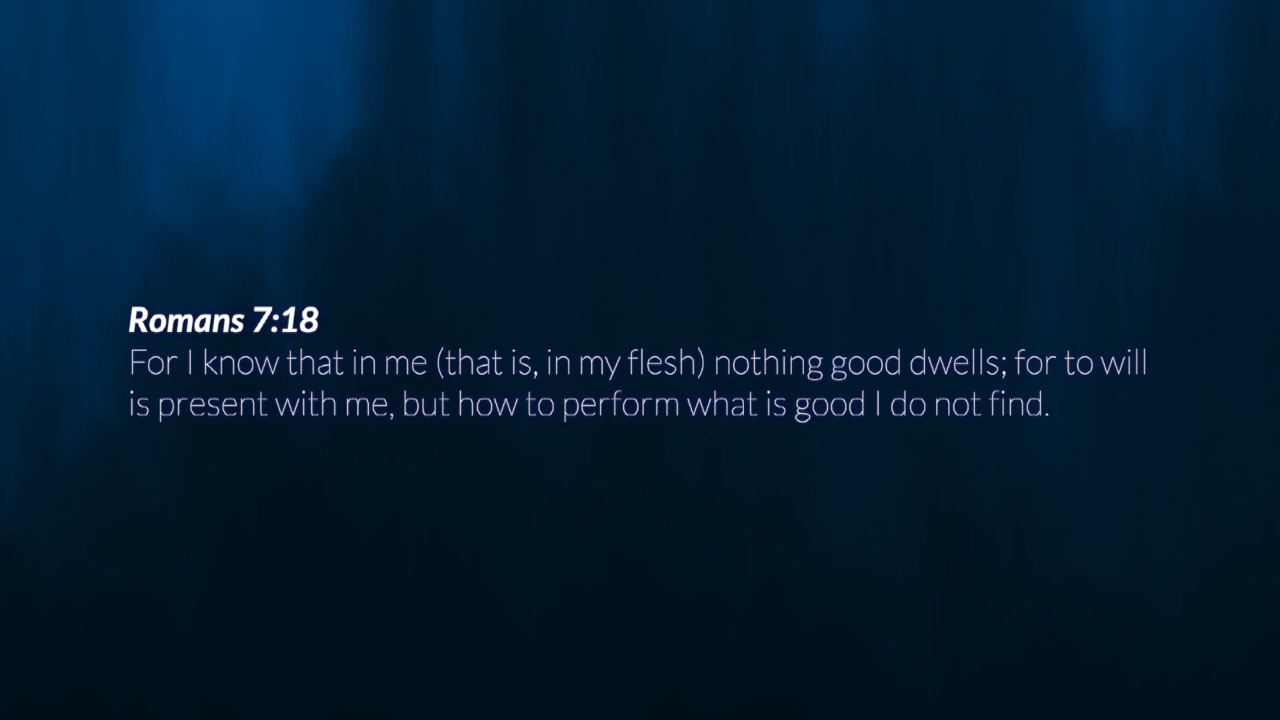 Romans 7:18
For I know that in me (that is, in my flesh) nothing good dwells; for to will
is present with me, but how to perform what is good I do not find.